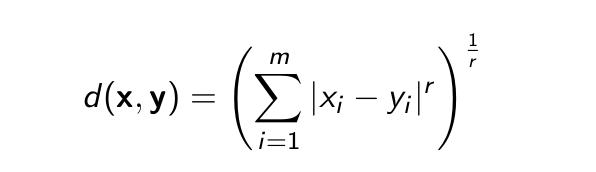 d(𝐱, 𝐲) = (∑_{i=1}^{m} |x_i − y_i|^r)^{1/r}